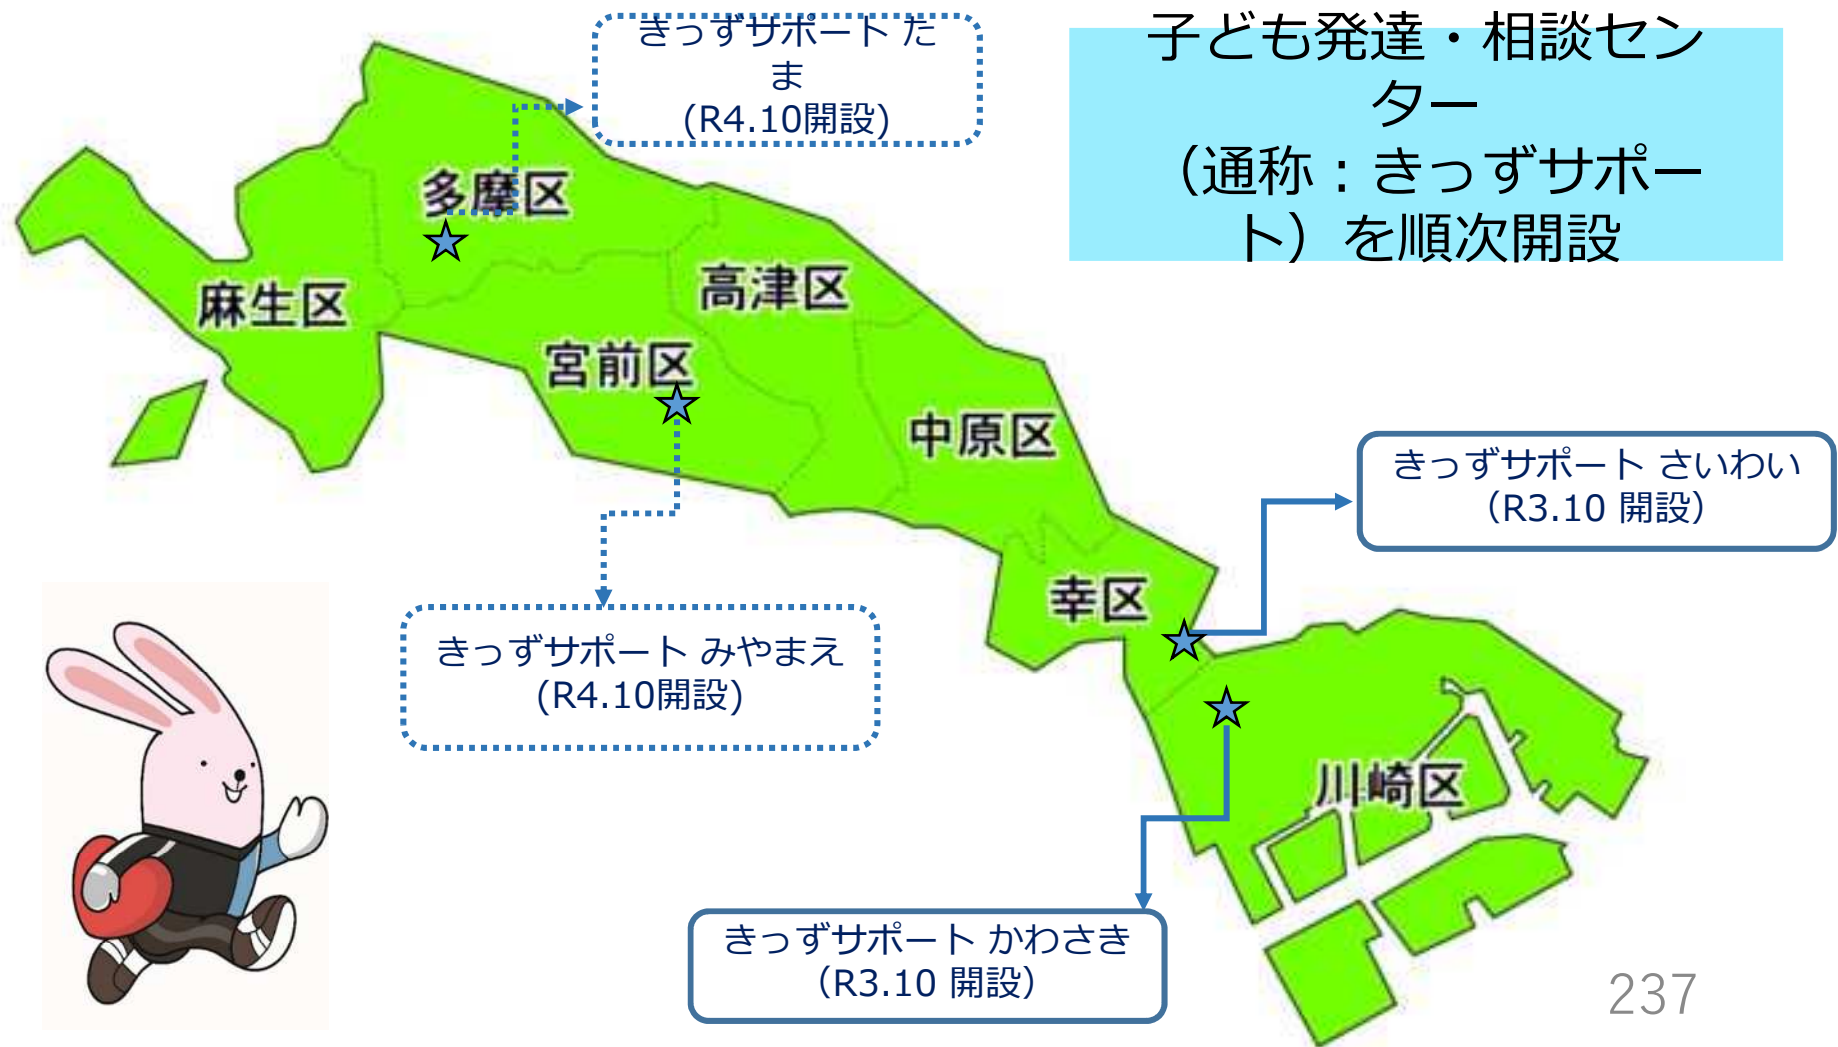 きっずサポート た
ま
(R4.10開設)
子ども発達・相談セン
ター
（通称：きっずサポー
ト）を順次開設
多摩区
高津区
麻生区
宮前区
中原区
きっずサポート さいわい
（R3.10 開設）
幸区
きっずサポート みやまえ
(R4.10開設)
川崎区
きっずサポート かわさき
（R3.10 開設）
237